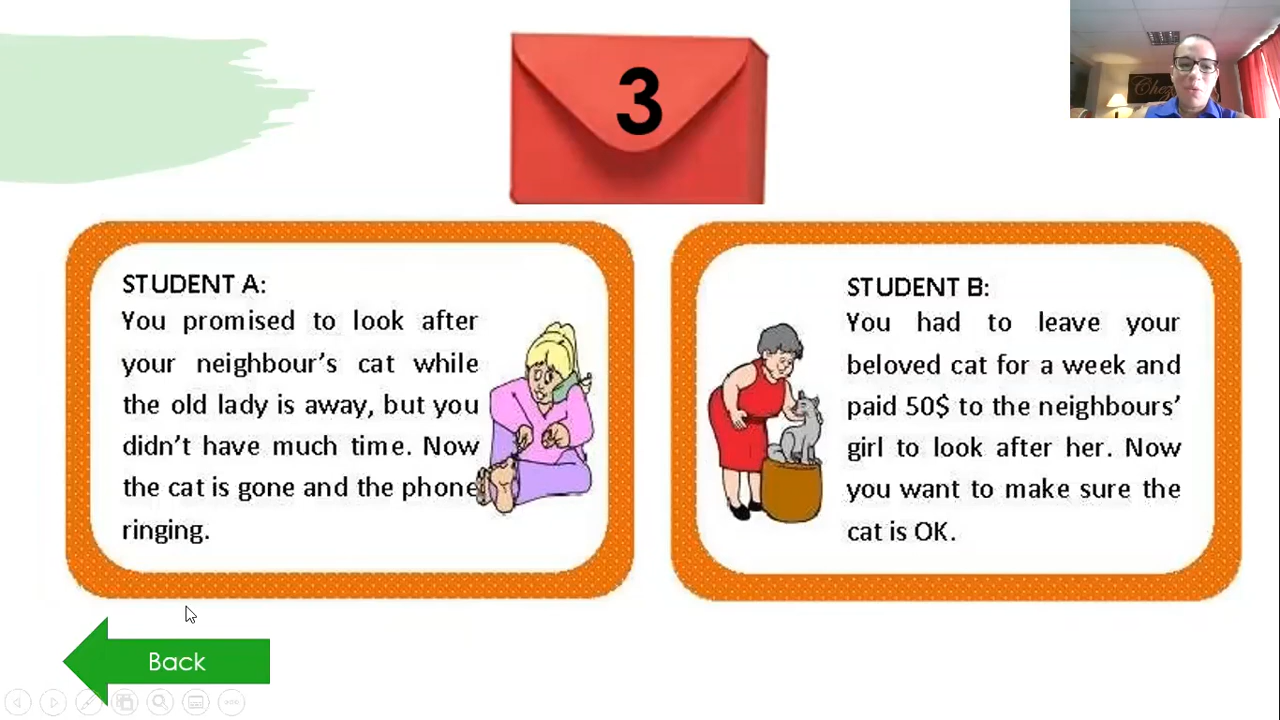 3
Chez
STUDENT A:
You promised to look after
your neighbour's cat while
the old lady is away, but you
didn't have much time. Now
the cat is gone and the phone
ringing.
STUDENT B:
You had to leave your
beloved cat for a week and
paid 50$ to the neighbours'
girl to look after her. Now
you want to make sure the
cat is OK.
Back